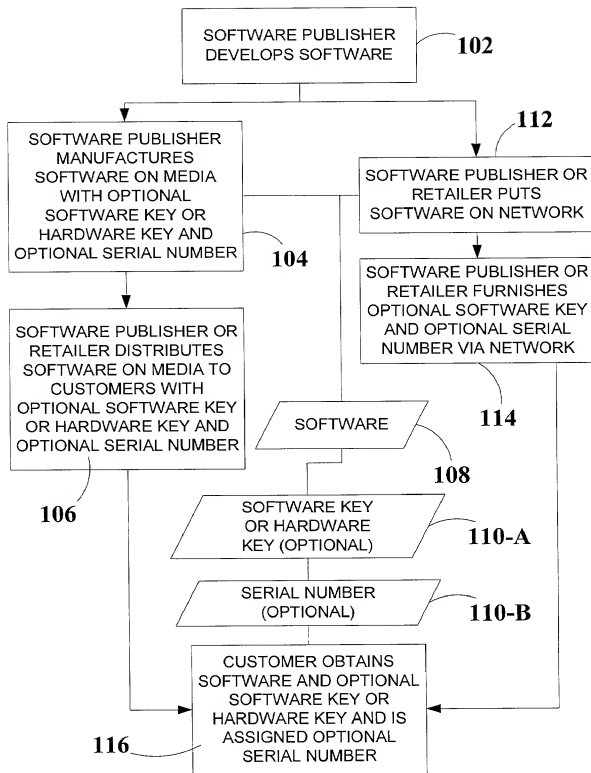 SOFTWARE PUBLISHER
DEVELOPS SOFTWARE
102
SOFTWARE PUBLISHER
MANUFACTURES
SOFTWARE ON MEDIA
WITH OPTIONAL
SOFTWARE KEY OR
HARDWARE KEY AND
OPTIONAL SERIAL NUMBER
104
112
SOFTWARE PUBLISHER OR
RETAILER PUTS
SOFTWARE ON NETWORK
SOFTWARE PUBLISHER OR
RETAILER FURNISHES
OPTIONAL SOFTWARE KEY
AND OPTIONAL SERIAL
NUMBER VIA NETWORK
114
SOFTWARE PUBLISHER OR
RETAILER DISTRIBUTES
SOFTWARE ON MEDIA TO
CUSTOMERS WITH
OPTIONAL SOFTWARE KEY
OR HARDWARE KEY AND
OPTIONAL SERIAL NUMBER
106
SOFTWARE
108
SOFTWARE KEY
OR HARDWARE
KEY (OPTIONAL)
110-A
SERIAL NUMBER
(OPTIONAL)
110-B
CUSTOMER OBTAINS
SOFTWARE AND OPTIONAL
SOFTWARE KEY OR
HARDWARE KEY AND IS
ASSIGNED OPTIONAL
SERIAL NUMBER
116